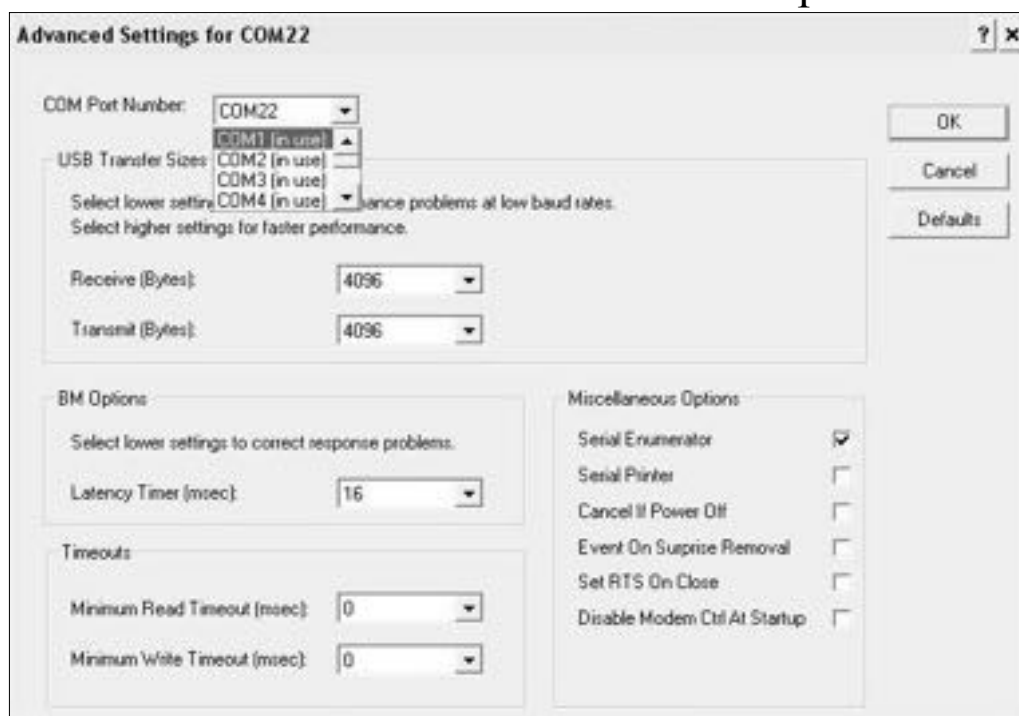 Advanced Settings for COM22
COM Port Number: COM22
COM1 (in use)
COM2 (in use)
COM3 (in use)
COM4 (in use)
OK
Cancel
Defaults
USB Transfer Sizes
Select lower settin ance problems at low baud rates.
Select higher settings for faster performance.
Receive (Bytes): 4096
Transmit (Bytes): 4096
BM Options
Select lower settings to correct response problems.
Latency Timer (msec): 16
Timeouts
Minimum Read Timeout (msec): 0
Minimum Write Timeout (msec): 0
Miscellaneous Options
Serial Enumerator
Serial Printer
Cancel If Power Off
Event On Surprise Removal
Set RTS On Close
Disable Modem Ctrl At Startup